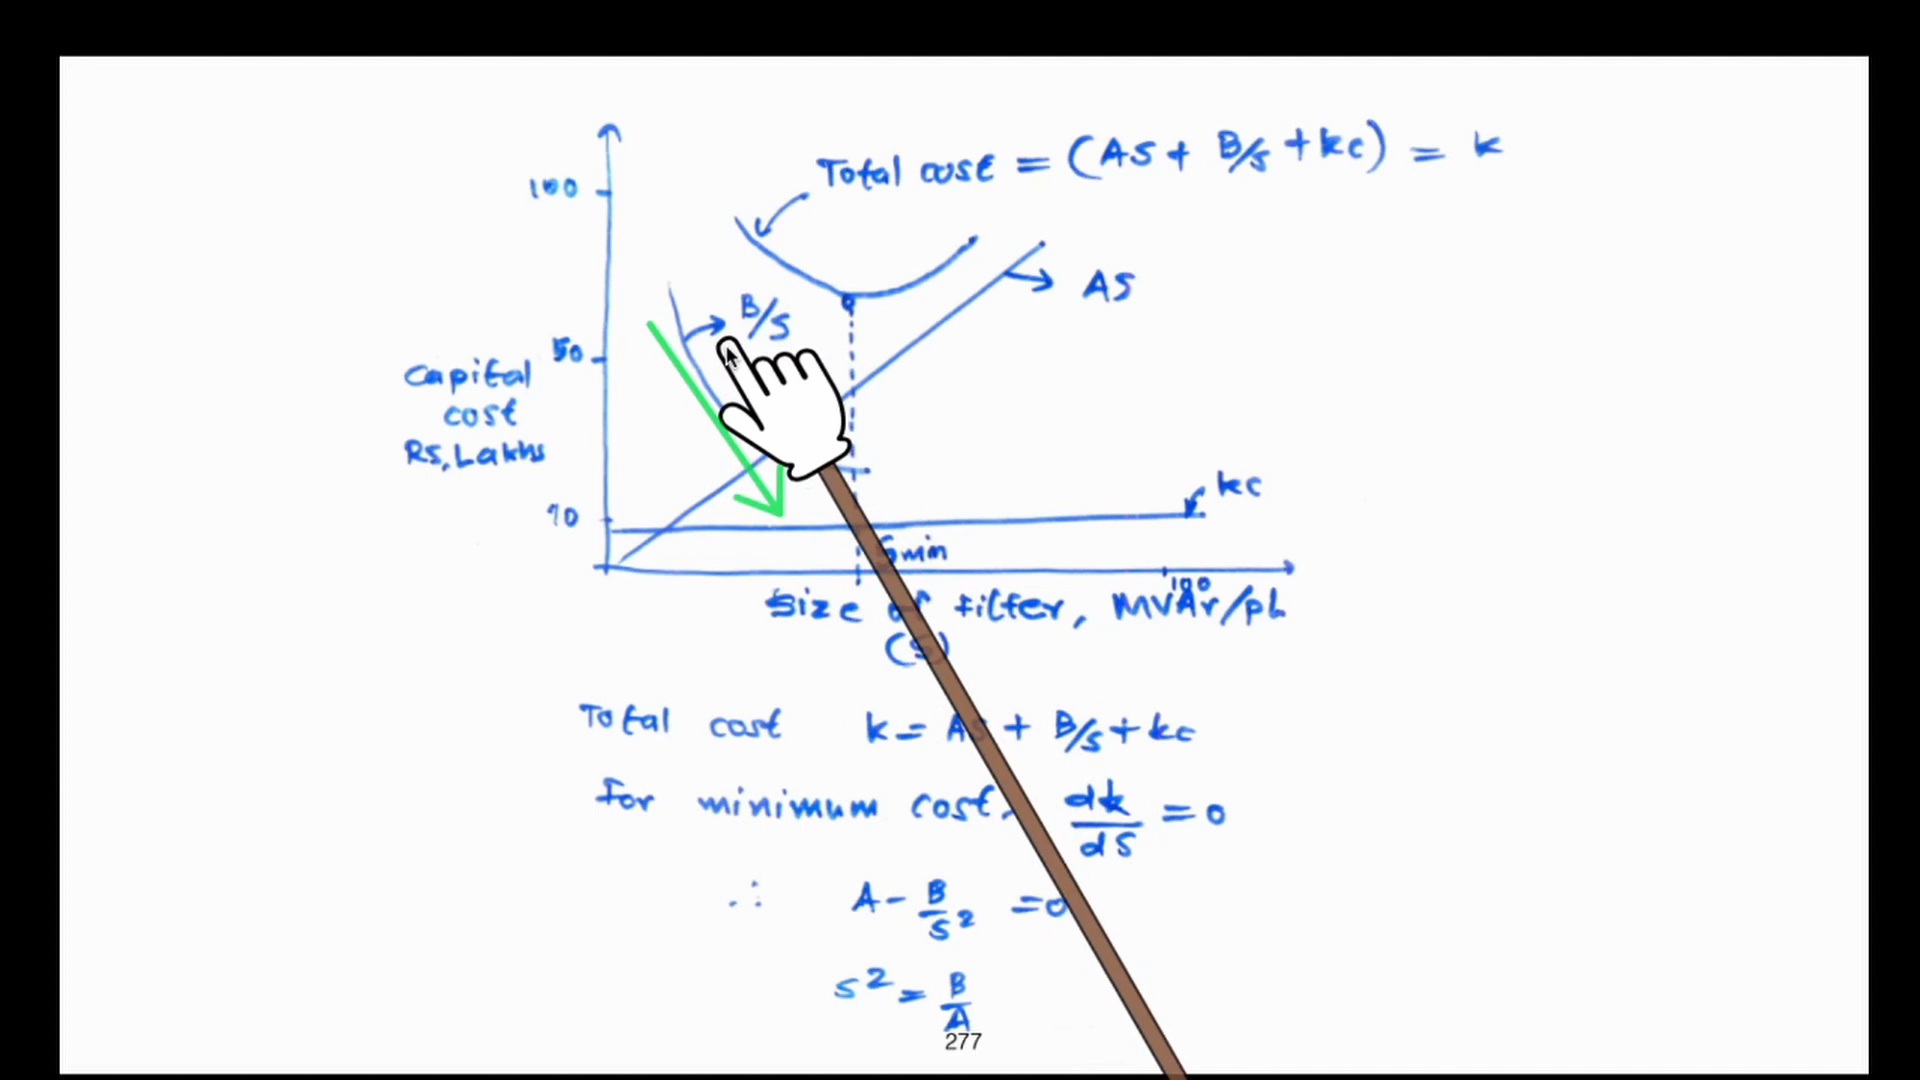 Total cost = (AS + B/S + kc) = k
100
AS
B/S
50
Capital
cost
Rs, Lakhs
kc
10
Smin
100
Size of filter, MVAr/ph
(S)
Total cost k = AS + B/S + kc
For minimum cost, dk/dS = 0
∴ A - B/S² = 0
S² = B/A
277